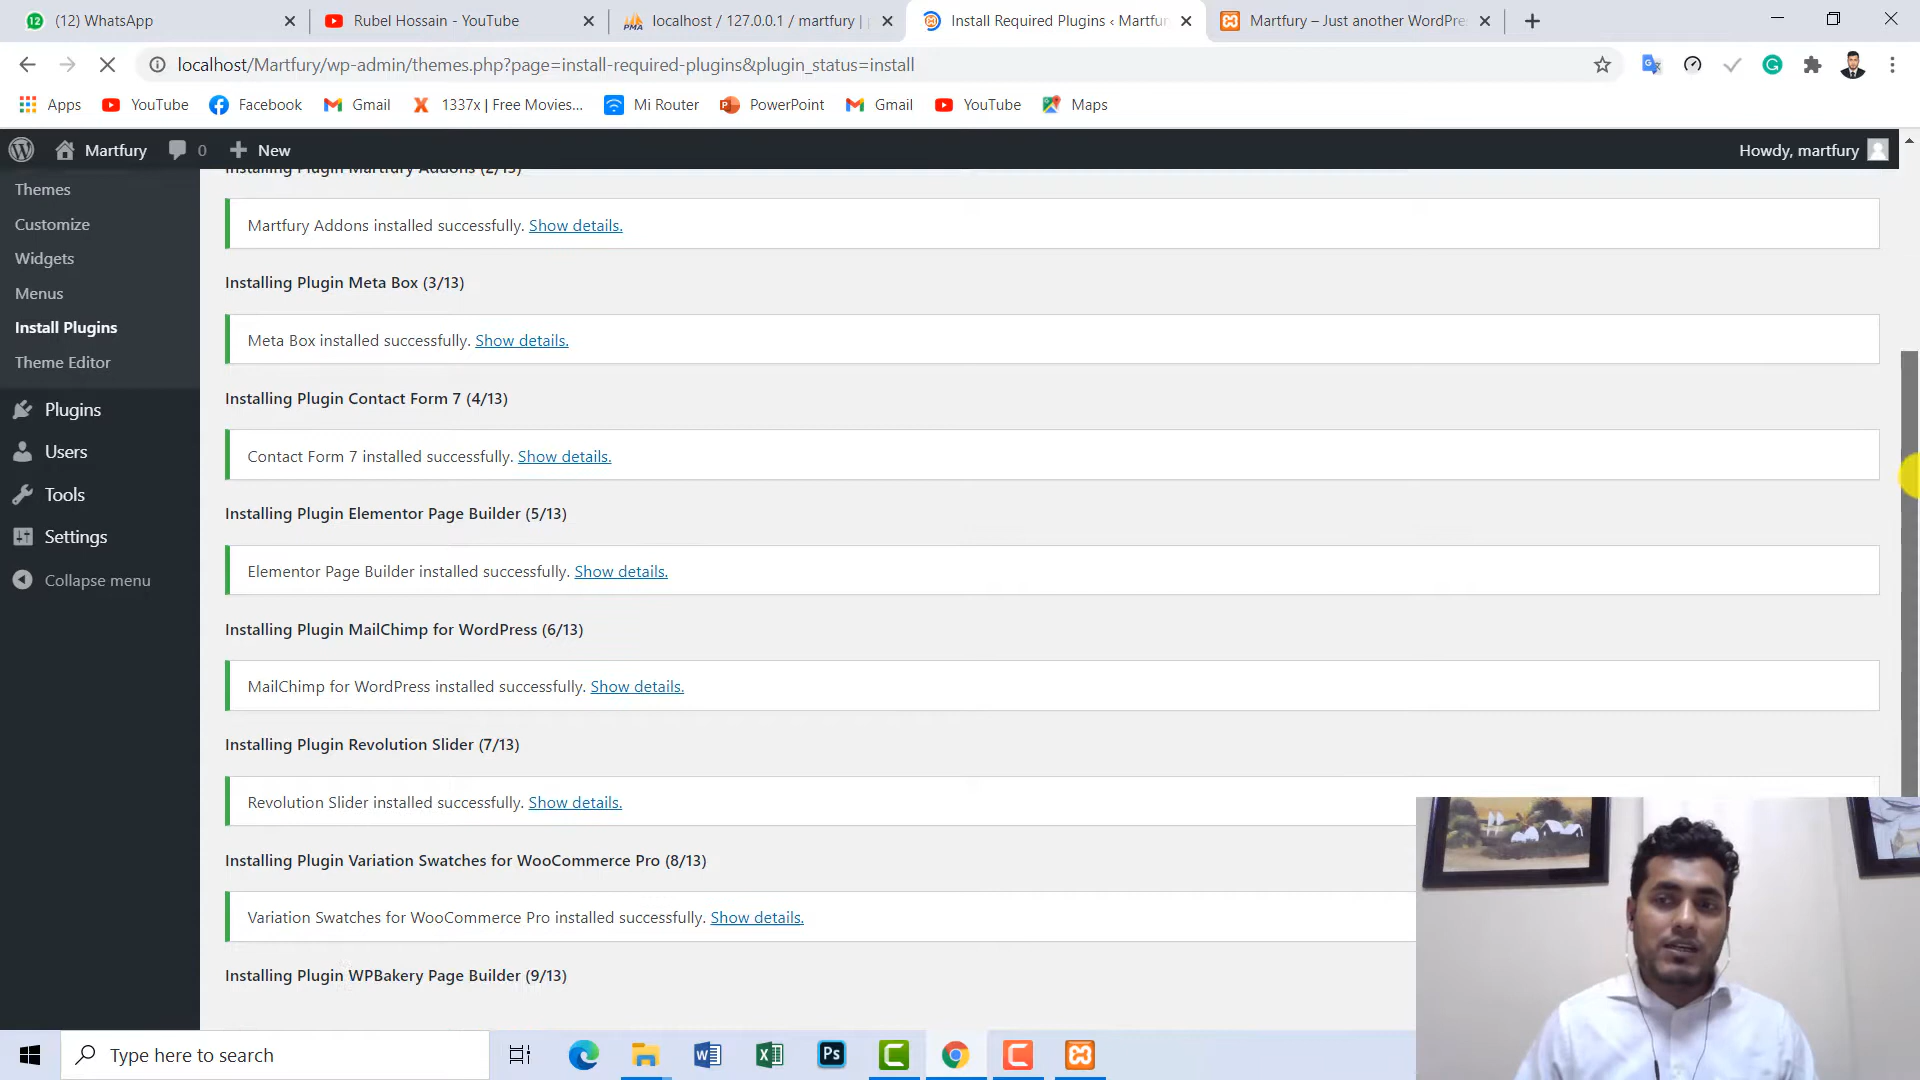 (12) WhatsApp
Rubel Hossain - YouTube
localhost / 127.0.0.1 / martfury |
Install Required Plugins ‹ Martfur
Martfury – Just another WordPre
localhost/Martfury/wp-admin/themes.php?page=install-required-plugins&plugin_status=install
Apps
YouTube
Facebook
Gmail
1337x | Free Movies...
Mi Router
PowerPoint
Gmail
YouTube
Maps
Martfury
0
New
Howdy, martfury
Themes
Customize
Widgets
Menus
Install Plugins
Theme Editor
Plugins
Users
Tools
Settings
Collapse menu
Installing Plugin Martfury Addons (2/13)
Martfury Addons installed successfully. Show details.
Installing Plugin Meta Box (3/13)
Meta Box installed successfully. Show details.
Installing Plugin Contact Form 7 (4/13)
Contact Form 7 installed successfully. Show details.
Installing Plugin Elementor Page Builder (5/13)
Elementor Page Builder installed successfully. Show details.
Installing Plugin MailChimp for WordPress (6/13)
MailChimp for WordPress installed successfully. Show details.
Installing Plugin Revolution Slider (7/13)
Revolution Slider installed successfully. Show details.
Installing Plugin Variation Swatches for WooCommerce Pro (8/13)
Variation Swatches for WooCommerce Pro installed successfully. Show details.
Installing Plugin WPBakery Page Builder (9/13)
Type here to search